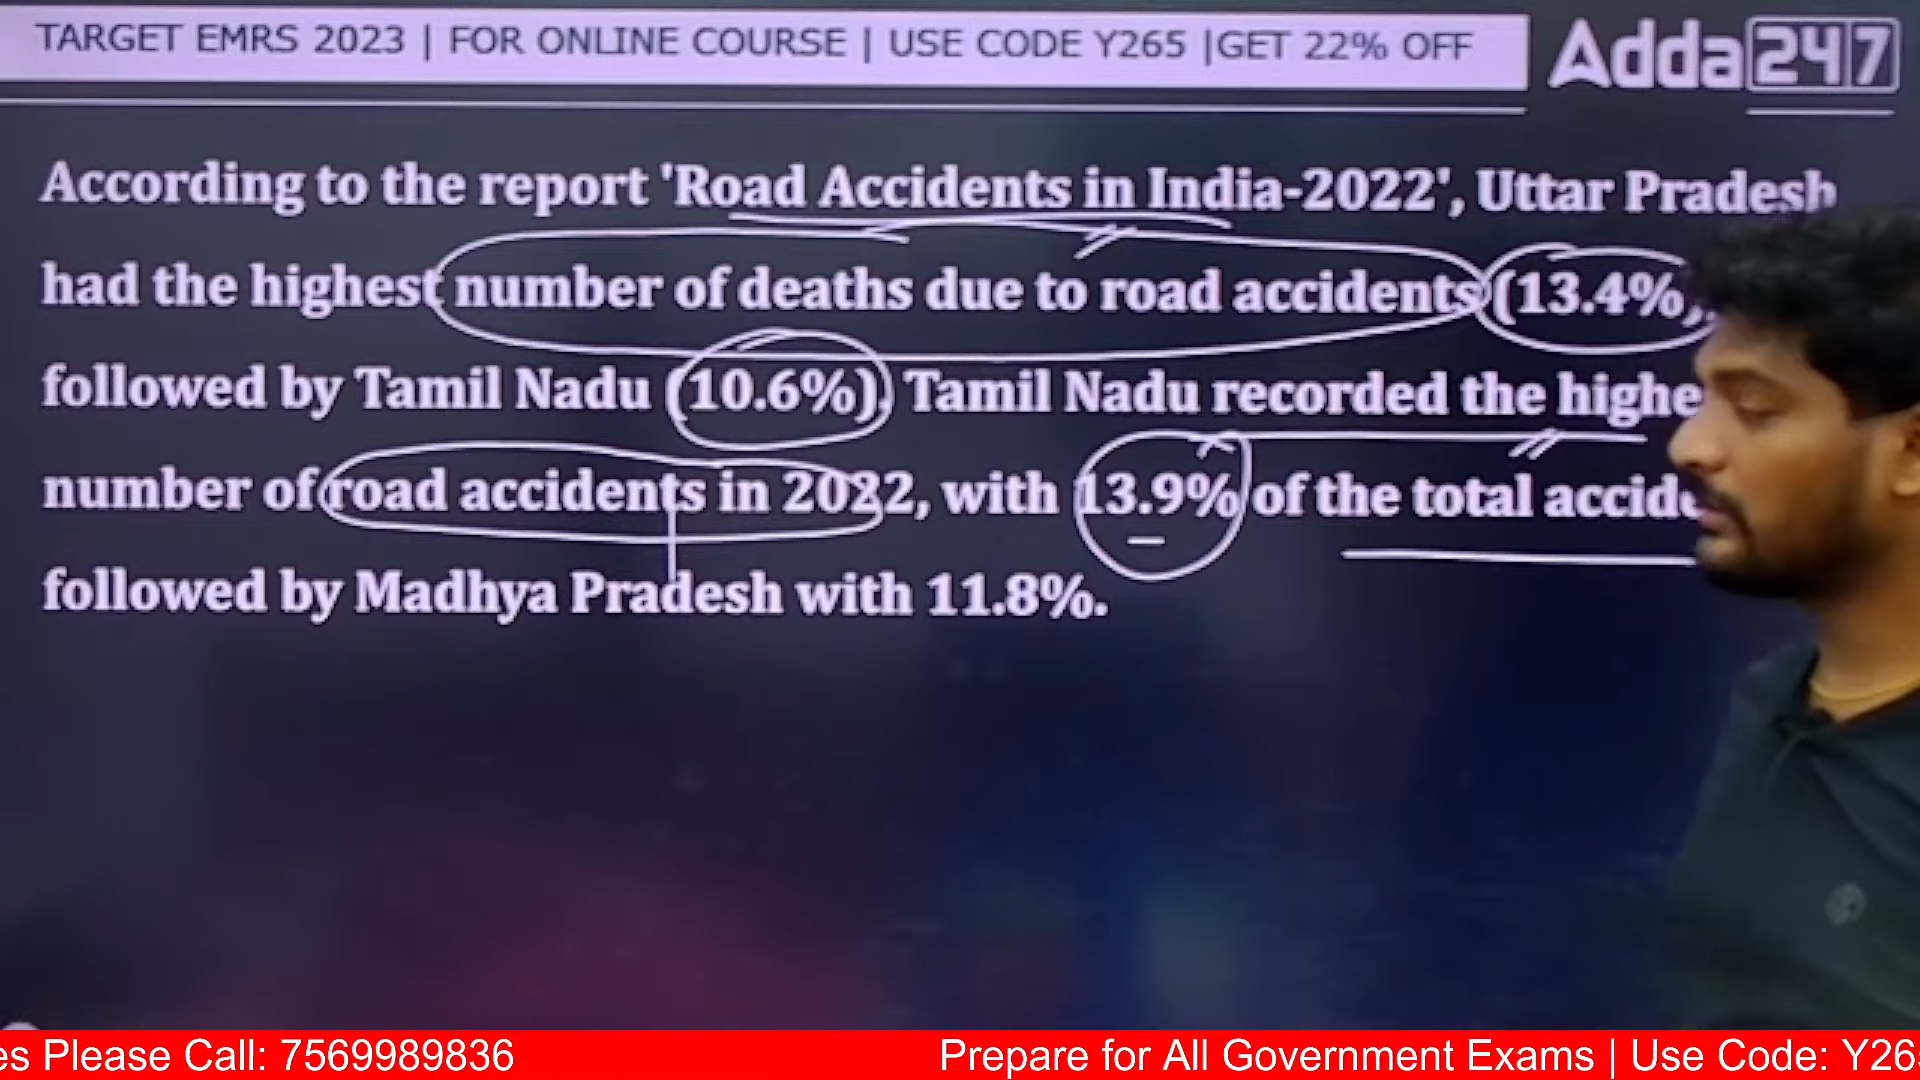 TARGET EMRS 2023 | FOR ONLINE COURSE | USE CODE Y265 |GET 22% OFF
Adda247
According to the report 'Road Accidents in India-2022', Uttar Pradesh
had the highest number of deaths due to road accidents (13.4%),
followed by Tamil Nadu (10.6%). Tamil Nadu recorded the highe
number of road accidents in 2022, with 13.9% of the total accide
followed by Madhya Pradesh with 11.8%.
es Please Call: 7569989836
Prepare for All Government Exams | Use Code: Y26